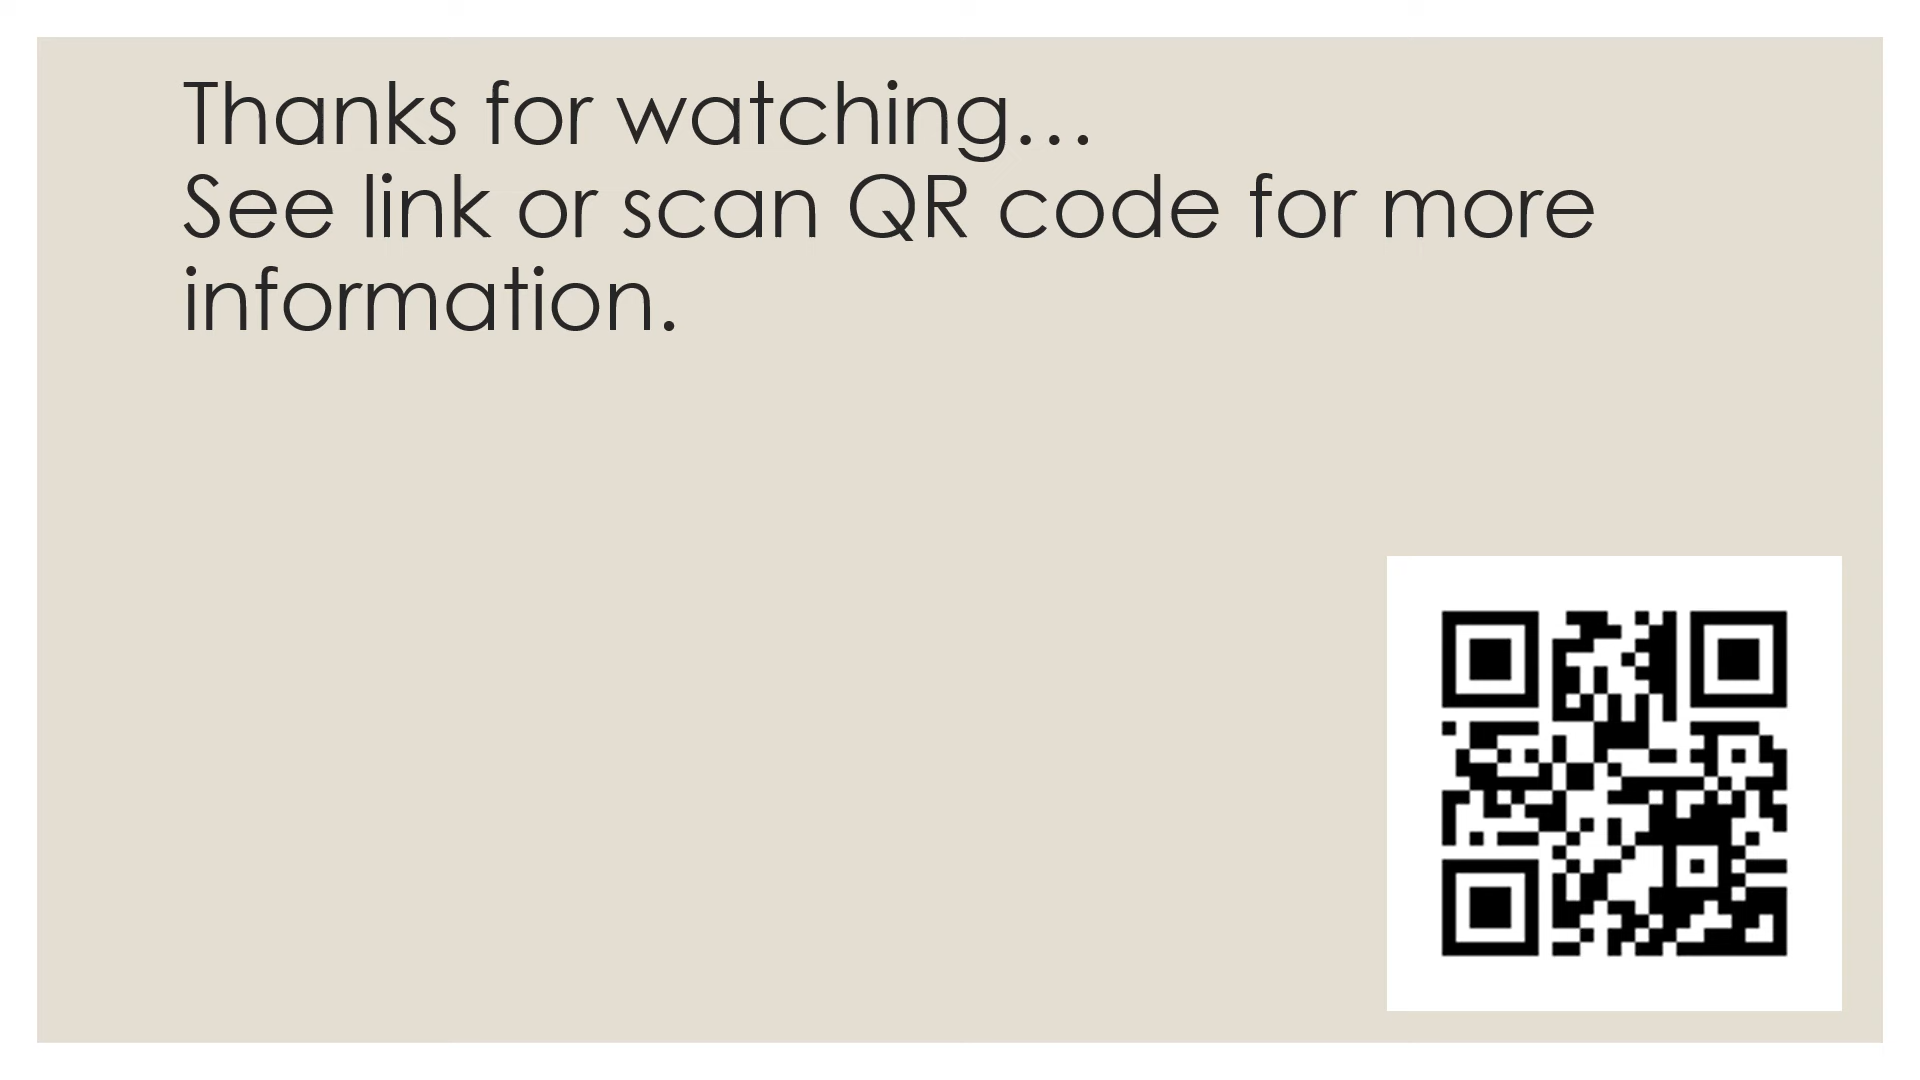 Thanks for watching…
See link or scan QR code for more
information.